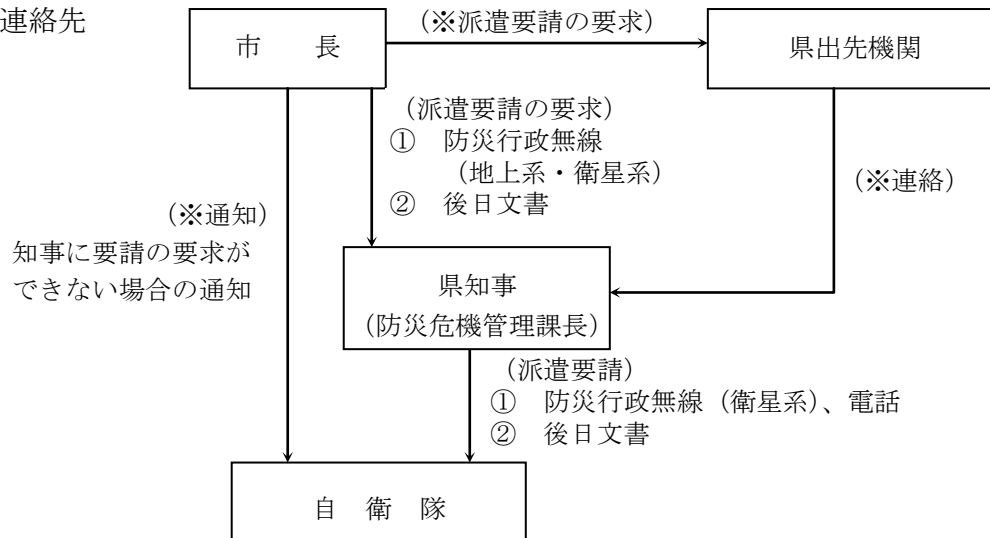 連絡先
市　　長
（※派遣要請の要求）
県出先機関
（派遣要請の要求）
①　防災行政無線
（地上系・衛星系）
②　後日文書
（※連絡）
（※通知）
知事に要請の要求が
できない場合の通知
県知事
（防災危機管理課長）
（派遣要請）
①　防災行政無線（衛星系）、電話
②　後日文書
自　衛　隊